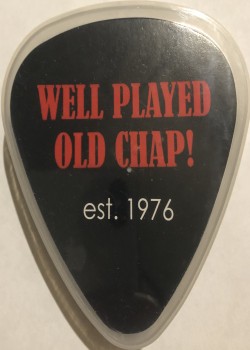 WELL PLAYED
OLD CHAP!
est. 1976